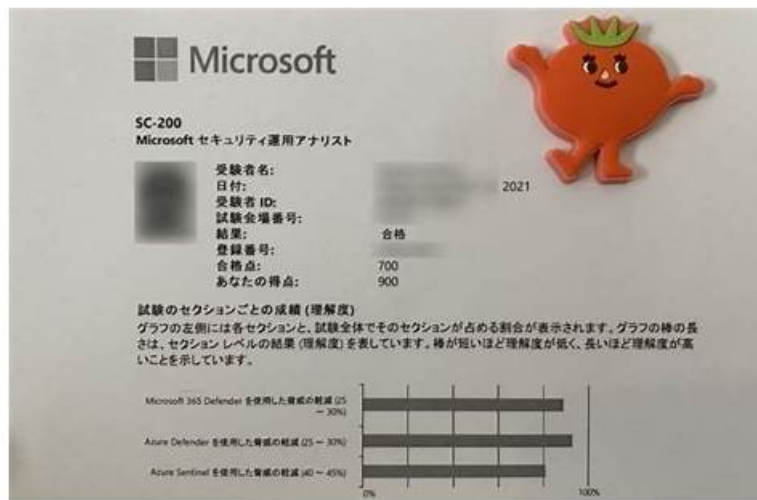 Microsoft
SC-200
Microsoft セキュリティ運用アナリスト
受験者名:
日付: 2021
受験者 ID:
試験会場番号:
結果: 合格
登録番号:
合格点: 700
あなたの得点: 900
試験のセクションごとの成績 (理解度)
グラフの左側には各セクションと、試験全体でそのセクションが占める割合が表示されます。グラフの棒の長
さは、セクション レベルの結果 (理解度) を表しています。棒が短いほど理解度が低く、長いほど理解度が高
いことを示しています。
Microsoft 365 Defender を使用した脅威の軽減 (25
~ 30%)
Azure Defender を使用した脅威の軽減 (25 ~ 30%)
Azure Sentinel を使用した脅威の軽減 (40 ~ 45%)
0% 100%